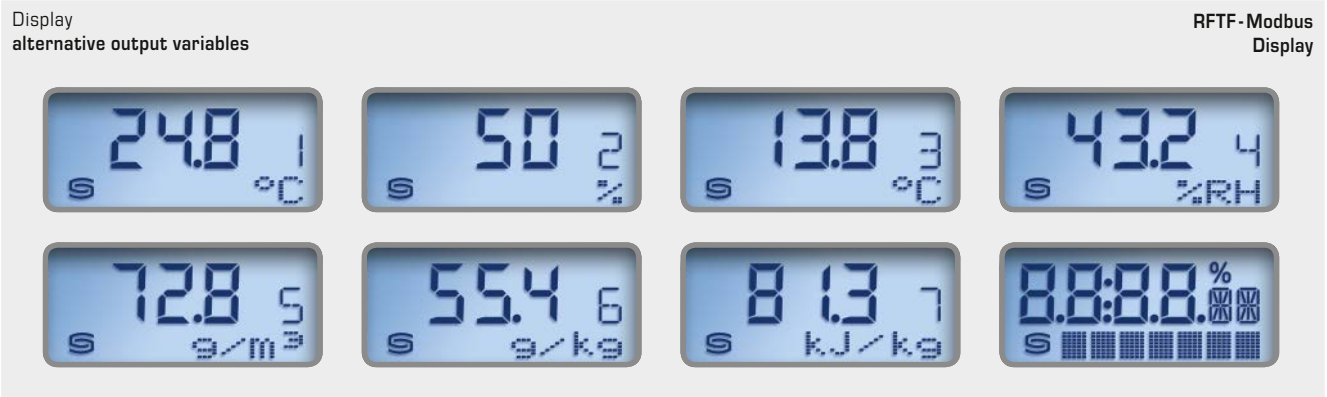 Display
alternative output variables
RFTF-Modbus
Display
24.8 1
°C
50 2
%
13.8 3
°C
43.2 4
%RH
72.8 5
g/m³
55.4 6
g/kg
81.3 7
kJ/kg
8.8:8.8.%